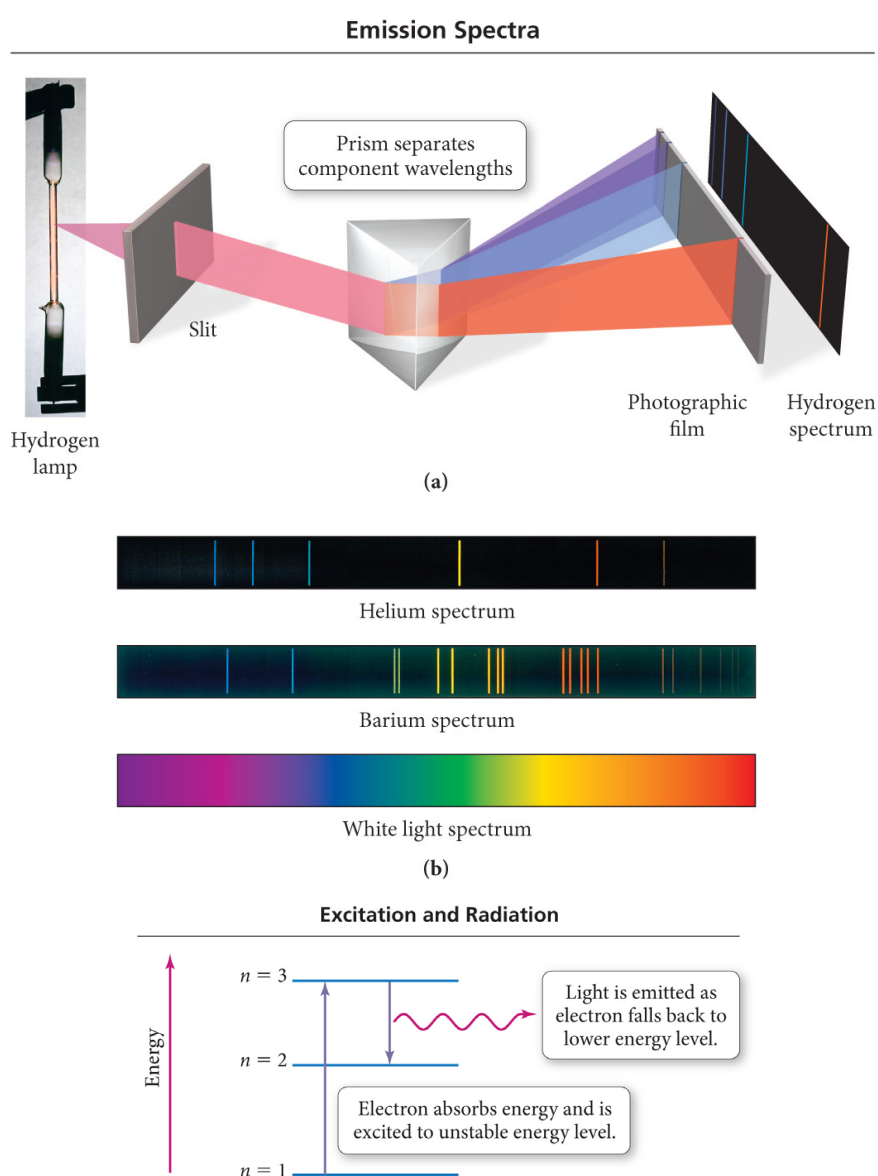 Emission Spectra
Prism separates
component wavelengths
Slit
Photographic
film
Hydrogen
spectrum
Hydrogen
lamp
(a)
Helium spectrum
Barium spectrum
White light spectrum
(b)
Excitation and Radiation
n = 3
Light is emitted as
electron falls back to
lower energy level.
Energy
n = 2
Electron absorbs energy and is
excited to unstable energy level.
n = 1